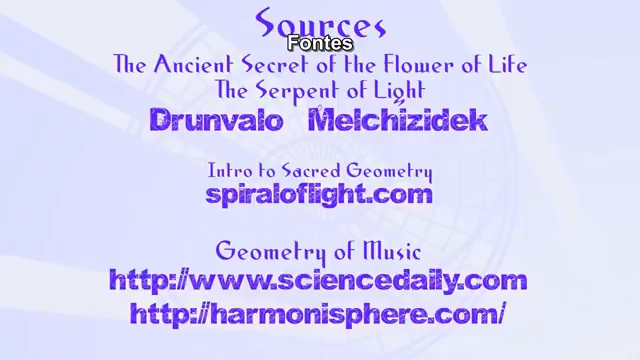 Sources
Fontes
The Ancient Secret of the Flower of Life
The Serpent of Light
Drunvalo Melchizidek
Intro to Sacred Geometry
spiraloflight.com
Geometry of Music
http://www.sciencedaily.com
http://harmonisphere.com/